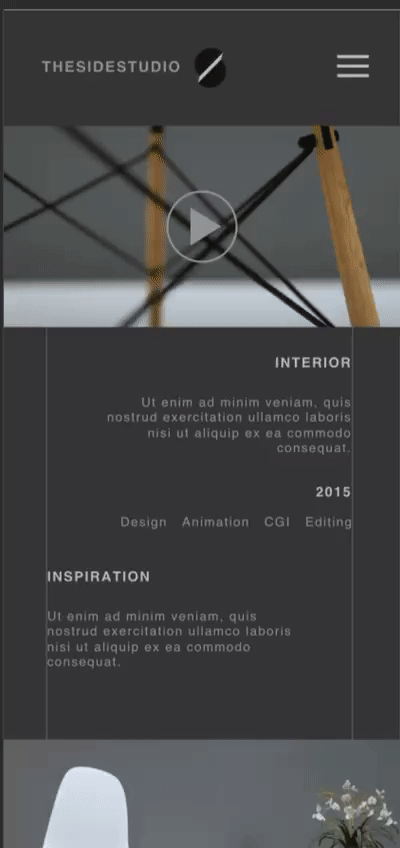 THESIDESTUDIO
INTERIOR
Ut enim ad minim veniam, quis
nostrud exercitation ullamco laboris
nisi ut aliquip ex ea commodo
consequat.
2015
Design Animation CGI Editing
INSPIRATION
Ut enim ad minim veniam, quis
nostrud exercitation ullamco laboris
nisi ut aliquip ex ea commodo
consequat.